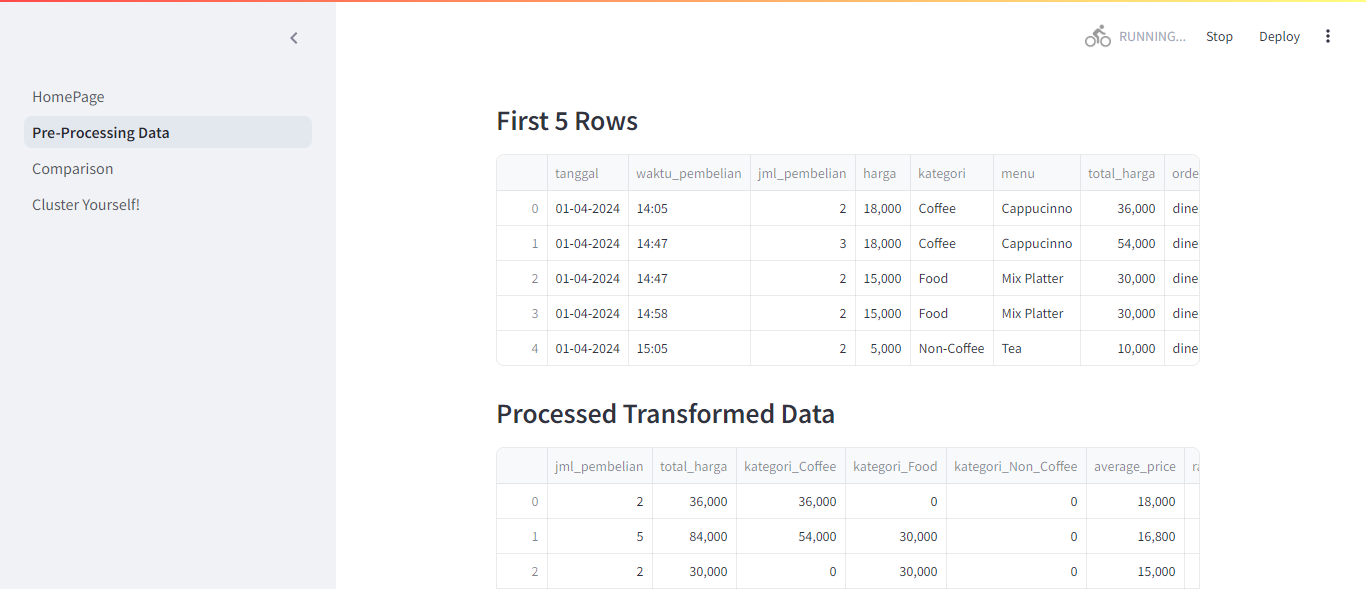 RUNNING... Stop Deploy
HomePage
Pre-Processing Data
Comparison
Cluster Yourself!
First 5 Rows
tanggal waktu_pembelian jml_pembelian harga kategori menu total_harga orde
0 01-04-2024 14:05 2 18,000 Coffee Cappucinno 36,000 dine
1 01-04-2024 14:47 3 18,000 Coffee Cappucinno 54,000 dine
2 01-04-2024 14:47 2 15,000 Food Mix Platter 30,000 dine
3 01-04-2024 14:58 2 15,000 Food Mix Platter 30,000 dine
4 01-04-2024 15:05 2 5,000 Non-Coffee Tea 10,000 dine
Processed Transformed Data
jml_pembelian total_harga kategori_Coffee kategori_Food kategori_Non_Coffee average_price
0 2 36,000 36,000 0 0 18,000
1 5 84,000 54,000 30,000 0 16,800
2 2 30,000 0 30,000 0 15,000